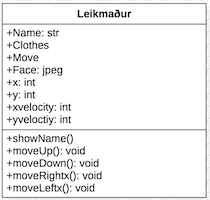 Leikmaður
+Name: str
+Clothes
+Move
+Face: jpeg
+x: int
+y: int
+xvelocity: int
+yveloctiy: int
+showName()
+moveUp(): void
+moveDown(): void
+moveRightx(): void
+moveLeftx(): void